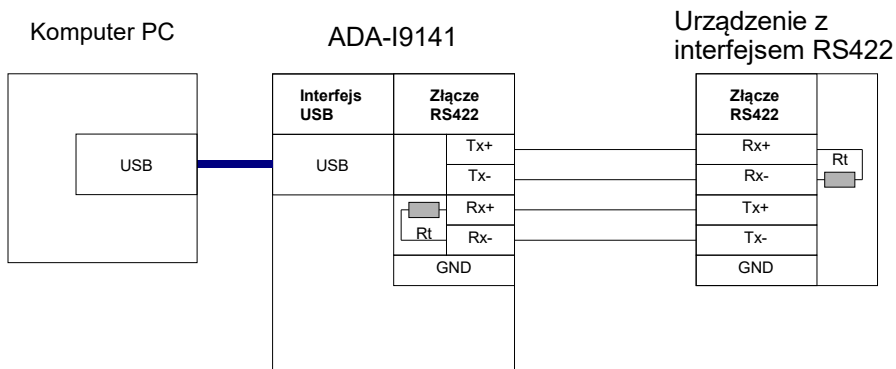 Komputer PC
ADA-I9141
Urządzenie z
interfejsem RS422
USB
Interfejs
USB
Złącze
RS422
USB
Tx+
Tx-
Rx+
Rt
Rx-
GND
Złącze
RS422
Rx+
Rt
Rx-
Tx+
Tx-
GND